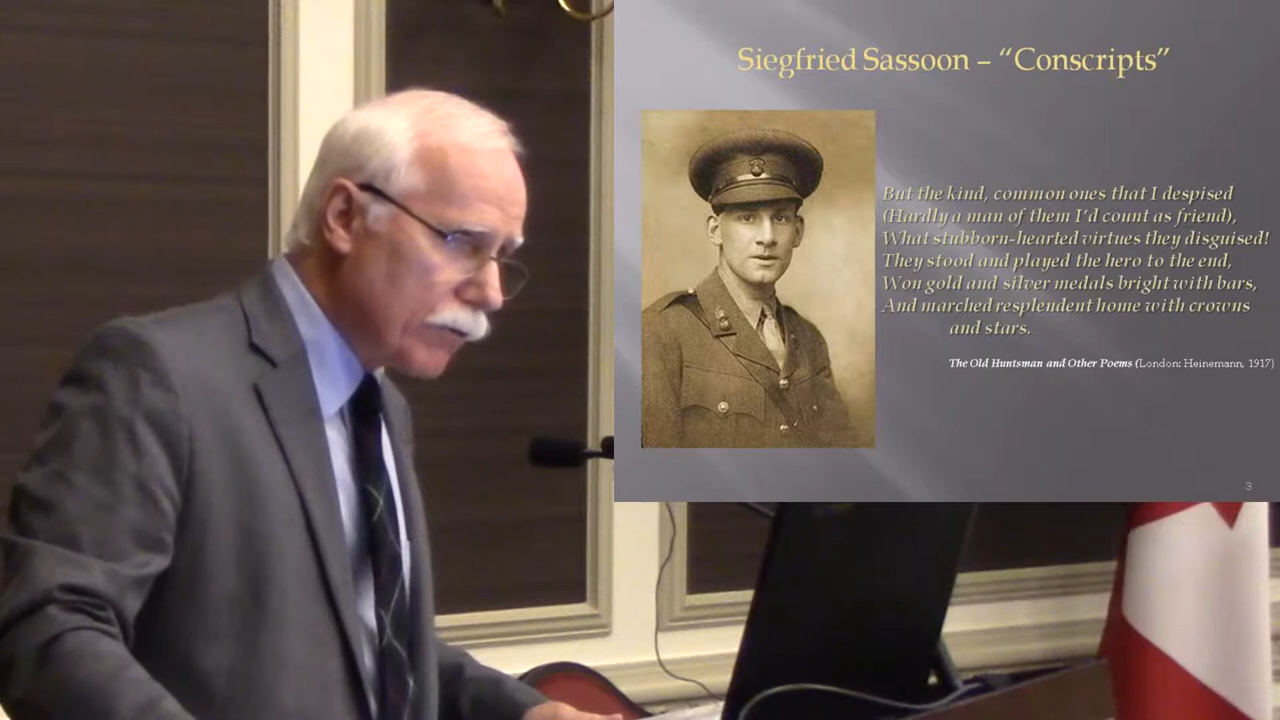 Siegfried Sassoon – “Conscripts”
But the kind, common ones that I despised
(Hardly a man of them I’d count as friend),
What stubborn-hearted virtues they disguised!
They stood and played the hero to the end,
Won gold and silver medals bright with bars,
And marched resplendent home with crowns
and stars.
The Old Huntsman and Other Poems (London: Heinemann, 1917)
3